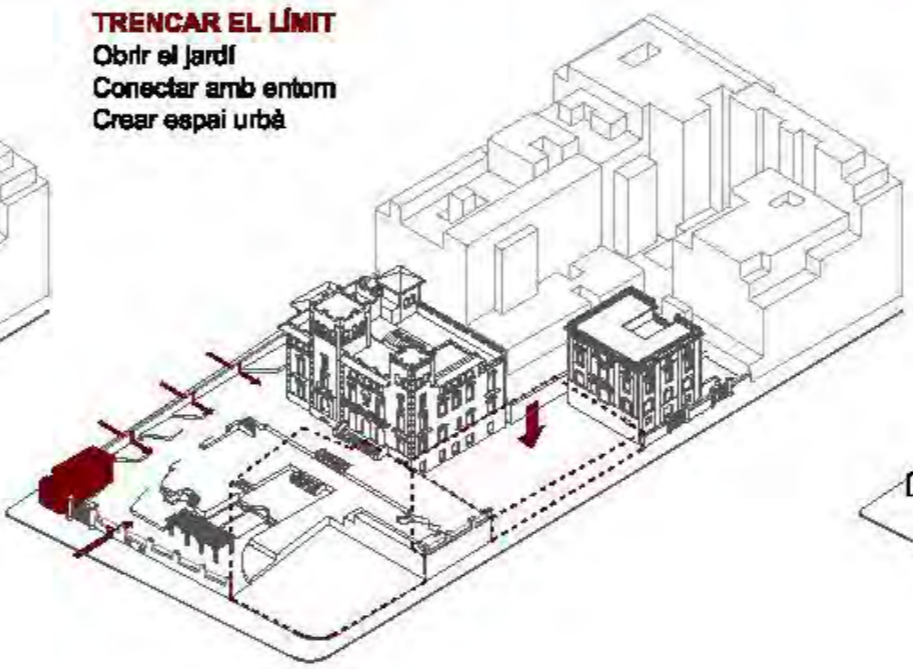 TRENCAR EL LÍMIT
Obrir el jardí
Conectar amb entorn
Crear espai urbà